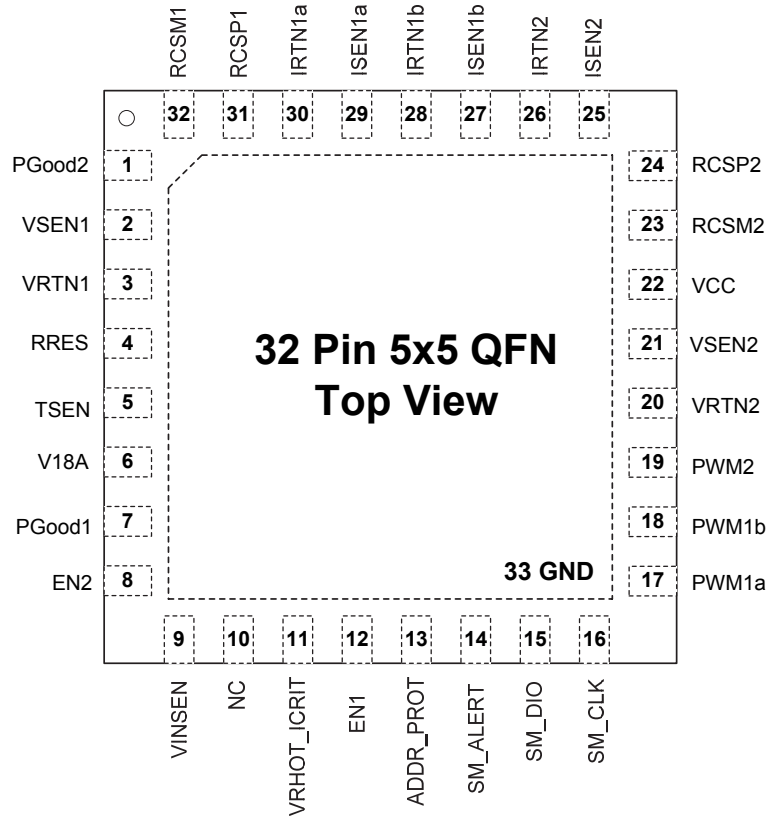 RCSM1
RCSP1
IRTN1a
ISEN1a
IRTN1b
ISEN1b
IRTN2
ISEN2
32 31 30 29 28 27 26 25
PGood2 1
VSEN1 2
VRTN1 3
RRES 4
TSEN 5
V18A 6
PGood1 7
EN2 8
32 Pin 5x5 QFN
Top View
33 GND
24 RCSP2
23 RCSM2
22 VCC
21 VSEN2
20 VRTN2
19 PWM2
18 PWM1b
17 PWM1a
9 10 11 12 13 14 15 16
VINSEN
NC
VRHOT_ICRIT
EN1
ADDR_PROT
SM_ALERT
SM_DIO
SM_CLK